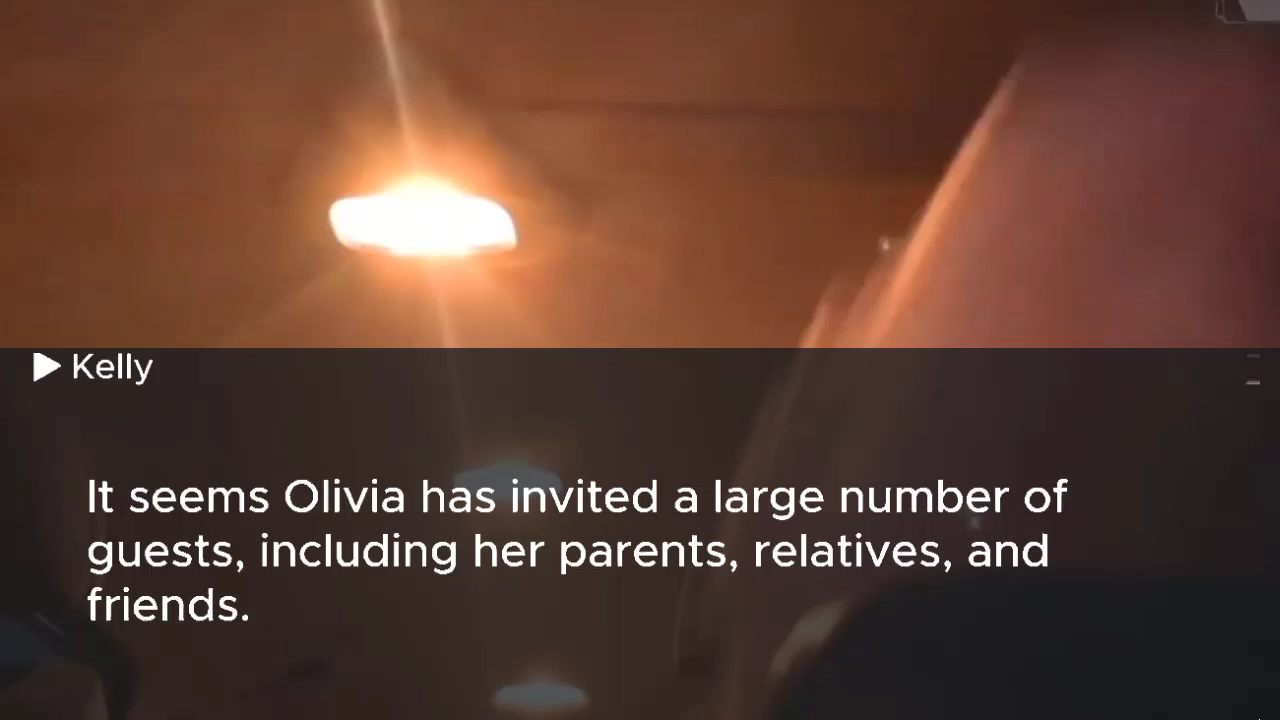 Kelly
It seems Olivia has invited a large number of
guests, including her parents, relatives, and
friends.